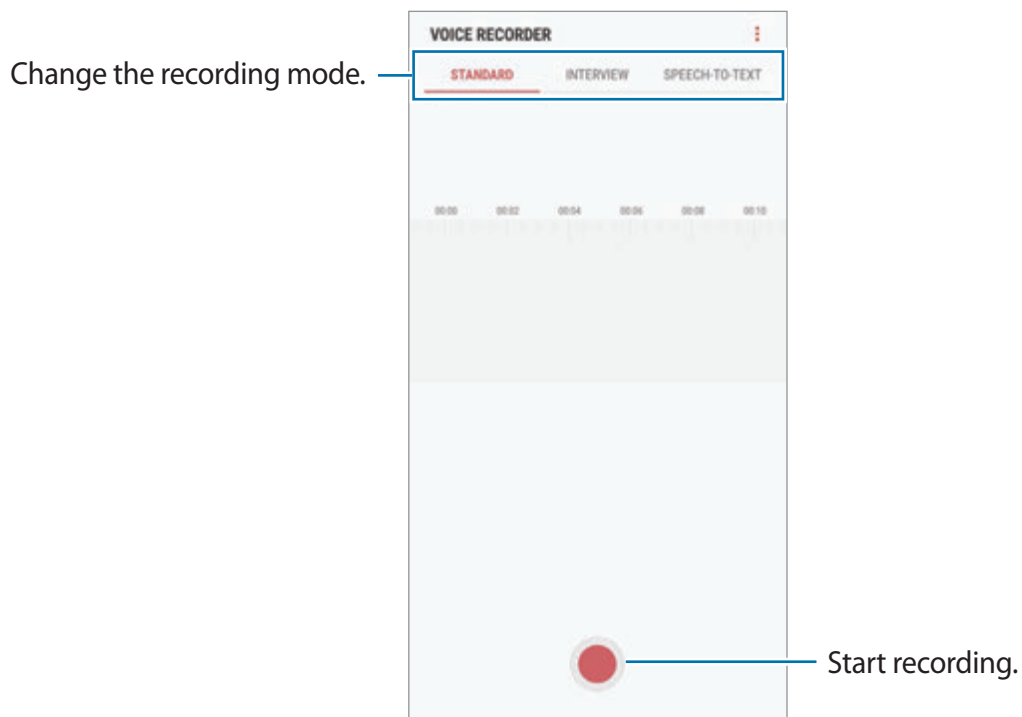 VOICE RECORDER
Change the recording mode.
STANDARD INTERVIEW SPEECH-TO-TEXT
00:00 00:02 00:04 00:06 00:08 00:10
Start recording.